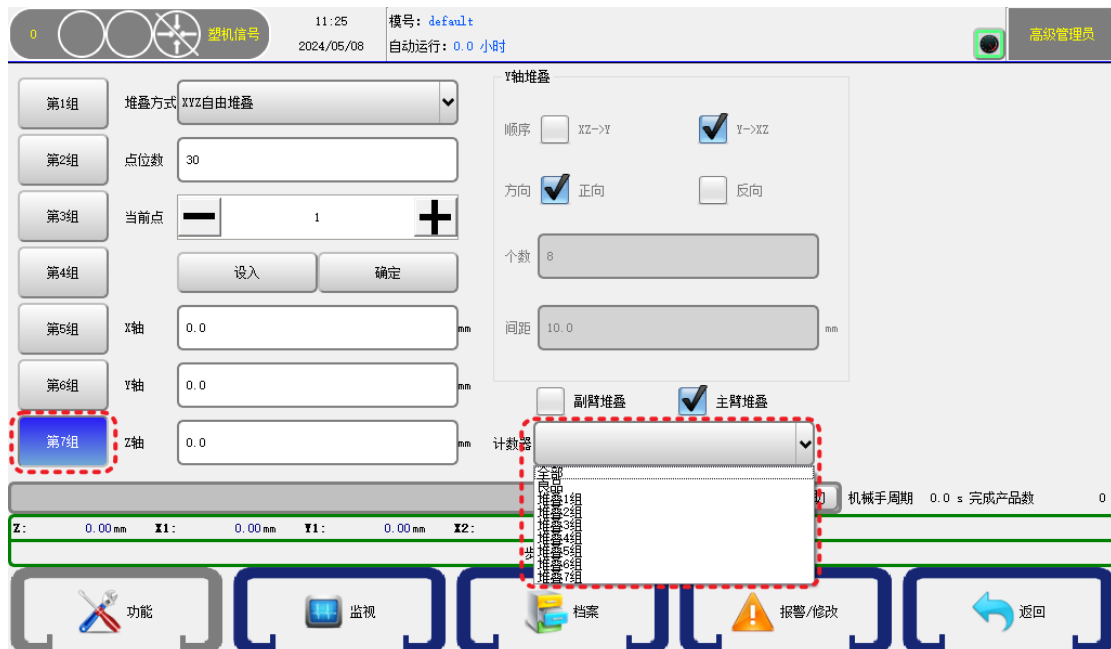 0 塑机信号
11:25
2024/05/08
模号: default
自动运行: 0.0 小时
高级管理员
第1组
第2组
第3组
第4组
第5组
第6组
第7组
堆叠方式 XYZ自由堆叠
点位数 30
当前点 1
设入 确定
X轴 0.0 mm
Y轴 0.0 mm
Z轴 0.0 mm
Y轴堆叠
顺序 XZ->Y Y->XZ
方向 正向 反向
个数 8
间距 10.0 mm
副臂堆叠 主臂堆叠
计数器
全部
良品
堆叠1组
堆叠2组
堆叠3组
堆叠4组
堆叠5组
堆叠6组
堆叠7组
机械手周期 0.0 s 完成产品数 0
Z: 0.00 mm X1: 0.00 mm Y1: 0.00 mm X2:
功能 监视 档案 报警/修改 返回